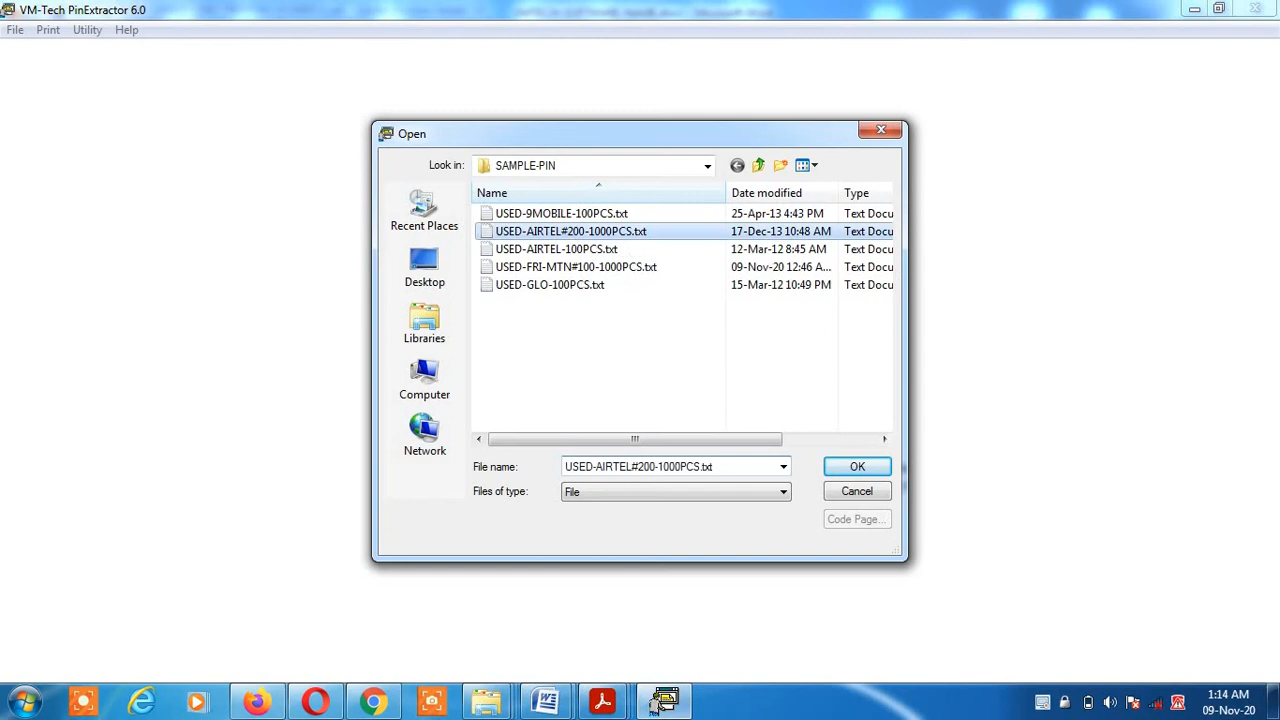 VM-Tech PinExtractor 6.0
File Print Utility Help
Open
Look in: SAMPLE-PIN
Name Date modified Type
USED-9MOBILE-100PCS.txt 25-Apr-13 4:43 PM Text Docu
USED-AIRTEL#200-1000PCS.txt 17-Dec-13 10:48 AM Text Docu
USED-AIRTEL-100PCS.txt 12-Mar-12 8:45 AM Text Docu
USED-FRI-MTN#100-1000PCS.txt 09-Nov-20 12:46 A... Text Docu
USED-GLO-100PCS.txt 15-Mar-12 10:49 PM Text Docu
Recent Places
Desktop
Libraries
Computer
Network
File name: USED-AIRTEL#200-1000PCS.txt OK
Files of type: File Cancel
Code Page...
1:14 AM
09-Nov-20